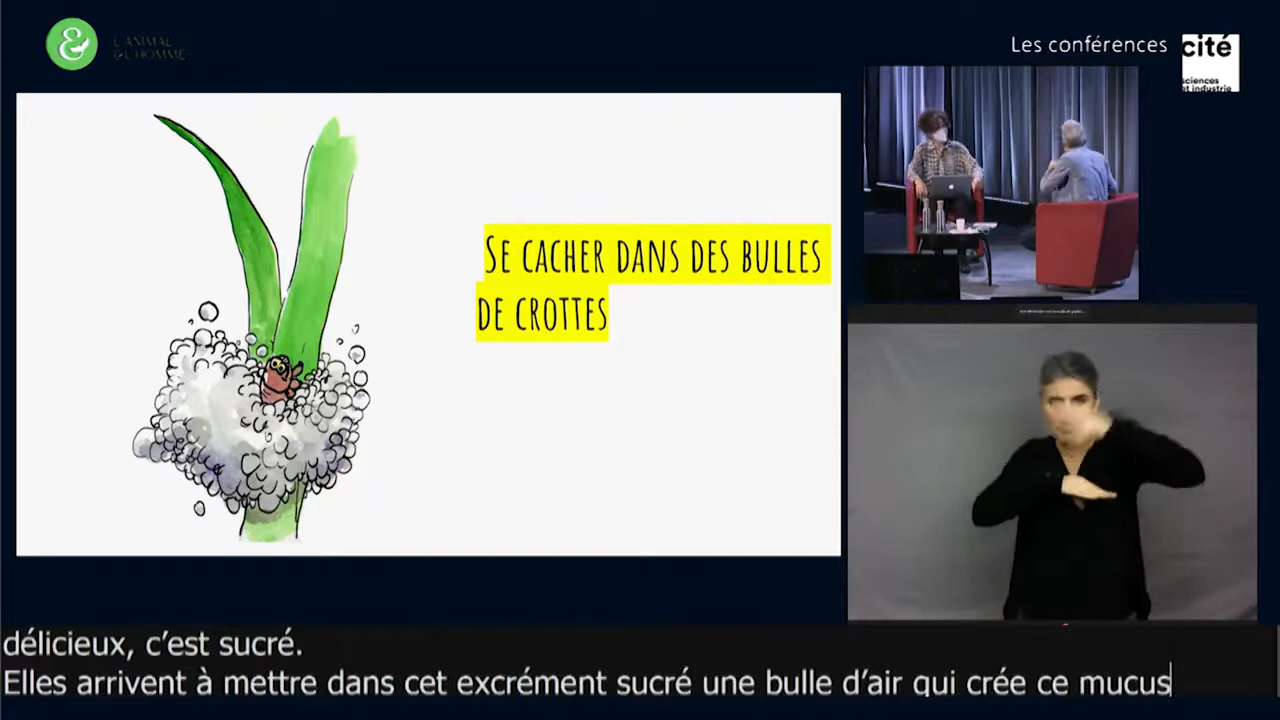 L'ANIMAL
& L'HOMME
Les conférences
cité
sciences
et industrie
SE CACHER DANS DES BULLES
DE CROTTES
délicieux, c'est sucré.
Elles arrivent à mettre dans cet excrément sucré une bulle d'air qui crée ce mucus